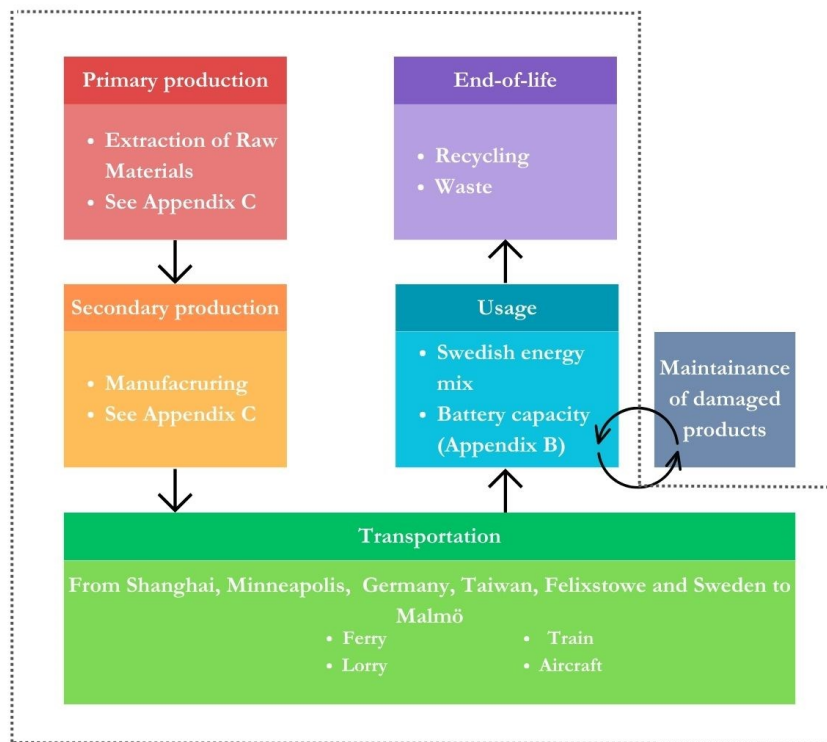 Primary production
• Extraction of Raw
Materials
• See Appendix C
Secondary production
• Manufacruring
• See Appendix C
End-of-life
• Recycling
• Waste
Usage
• Swedish energy
mix
• Battery capacity
(Appendix B)
Maintainance
of damaged
products
Transportation
From Shanghai, Minneapolis, Germany, Taiwan, Felixstowe and Sweden to
Malmö
• Ferry
• Lorry
• Train
• Aircraft